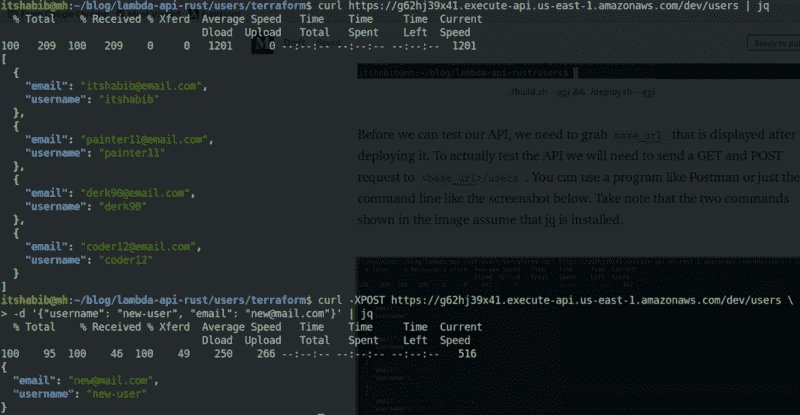 itshabib@mh:~/blog/lambda-api-rust/users/terraform$ curl https://g62hj39x41.execute-api.us-east-1.amazonaws.com/dev/users | jq
% Total % Received % Xferd Average Speed Time Time Time Current
Dload Upload Total Spent Left Speed
100 209 100 209 0 0 1201 0 --:--:-- --:--:-- --:--:-- 1201
[
{
"email": "itshabib@email.com",
"username": "itshabib"
},
{
"email": "painter11@email.com",
"username": "painter11"
},
{
"email": "derk90@email.com",
"username": "derk90"
},
{
"email": "coder12@email.com",
"username": "coder12"
}
]
itshabib@mh:~/blog/lambda-api-rust/users/terraform$ curl -XPOST https://g62hj39x41.execute-api.us-east-1.amazonaws.com/dev/users \
> -d '{"username": "new-user", "email": "new@mail.com"}' | jq
% Total % Received % Xferd Average Speed Time Time Time Current
Dload Upload Total Spent Left Speed
100 95 100 46 100 49 250 266 --:--:-- --:--:-- --:--:-- 516
{
"email": "new@mail.com",
"username": "new-user"
}
Ready to pu
itshabib@mh:~/blog/lambda-api-rust/users$
../build.sh --gpj && ./deploy.sh --gpj
Before we can test our API, we need to grab base_url that is displayed after
deploying it. To actually test the API we will need to send a GET and POST
request to <base_url>/users. You can use a program like Postman or just the
command line like the screenshot below. Take note that the two commands
shown in the image assume that jq is installed.